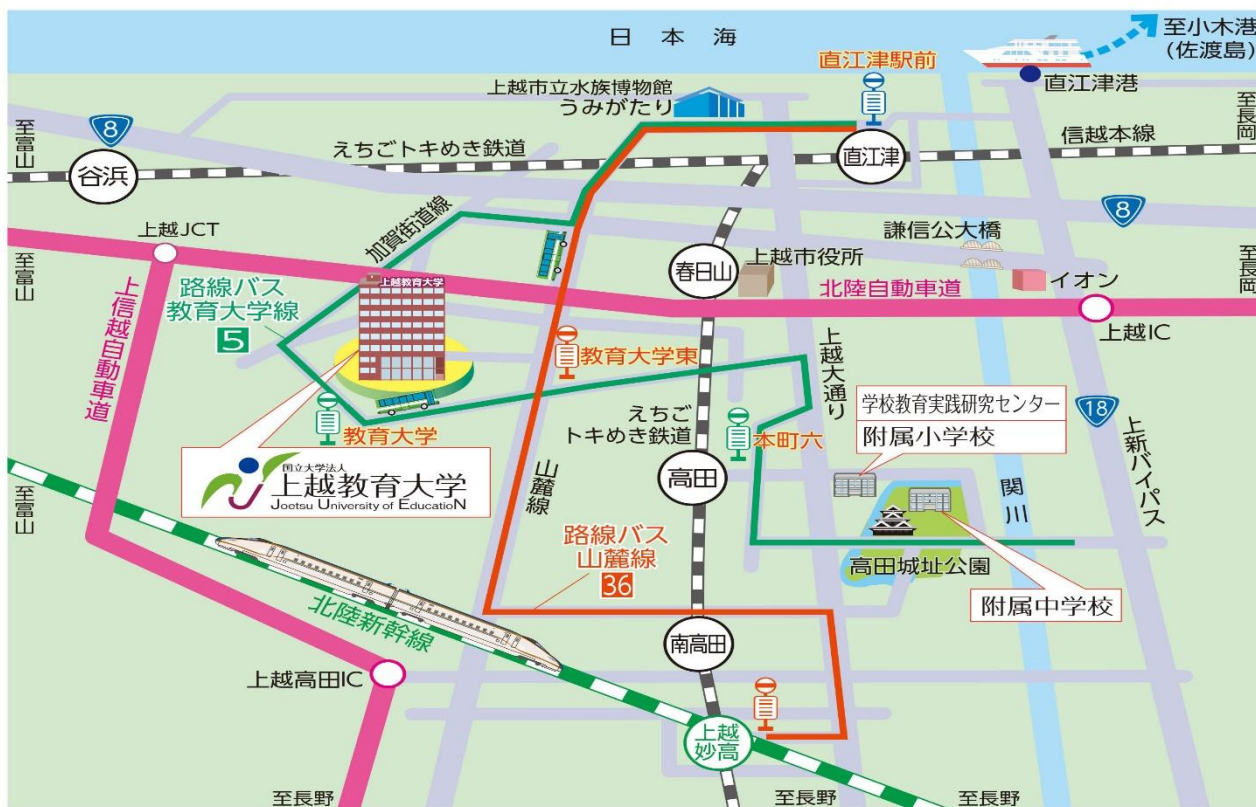 日本海
至小木港
(佐渡島)
直江津駅前
上越市立水族博物館
うみがたり
直江津港
至富山
8
えちごトキめき鉄道
直江津
信越本線
至長岡
谷浜
加賀街道線
8
上越JCT
謙信公大橋
春日山
上越市役所
イオン
至富山
上越教育大学
北陸自動車道
至長岡
路線バス
教育大学線
5
上越IC
上信越自動車道
教育大学東
上越大通り
学校教育実践研究センター
附属小学校
18
えちご
トキめき鉄道
本町六
教育大学
上新バイパス
国立大学法人
上越教育大学
Joetsu University of EducatioN
山麓線
高田
関川
至富山
路線バス
山麓線
36
高田城址公園
附属中学校
北陸新幹線
南高田
上越高田IC
上越
妙高
至長野
至長野
至長野